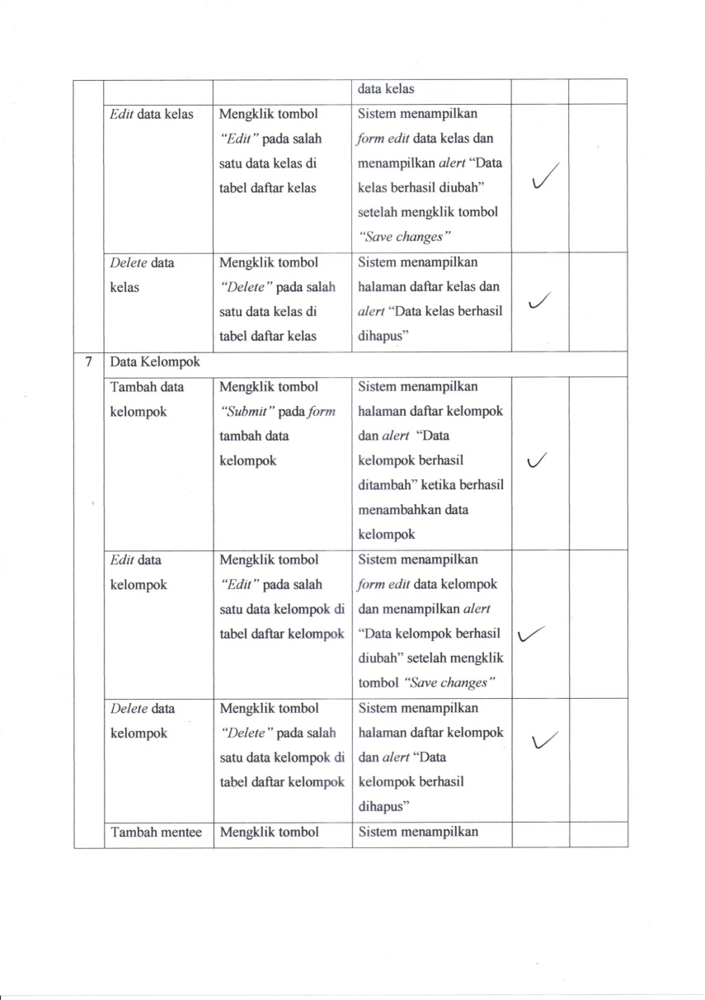 data kelas
Edit data kelas
Mengklik tombol
“Edit” pada salah
satu data kelas di
tabel daftar kelas
Sistem menampilkan
form edit data kelas dan
menampilkan alert “Data
kelas berhasil diubah”
setelah mengklik tombol
“Save changes”
Delete data
kelas
Mengklik tombol
“Delete” pada salah
satu data kelas di
tabel daftar kelas
Sistem menampilkan
halaman daftar kelas dan
alert “Data kelas berhasil
dihapus”
7 Data Kelompok
Tambah data
kelompok
Mengklik tombol
“Submit” pada form
tambah data
kelompok
Sistem menampilkan
halaman daftar kelompok
dan alert “Data
kelompok berhasil
ditambah” ketika berhasil
menambahkan data
kelompok
Edit data
kelompok
Mengklik tombol
“Edit” pada salah
satu data kelompok di
tabel daftar kelompok
Sistem menampilkan
form edit data kelompok
dan menampilkan alert
“Data kelompok berhasil
diubah” setelah mengklik
tombol “Save changes”
Delete data
kelompok
Mengklik tombol
“Delete” pada salah
satu data kelompok di
tabel daftar kelompok
Sistem menampilkan
halaman daftar kelompok
dan alert “Data
kelompok berhasil
dihapus”
Tambah mentee
Mengklik tombol
Sistem menampilkan